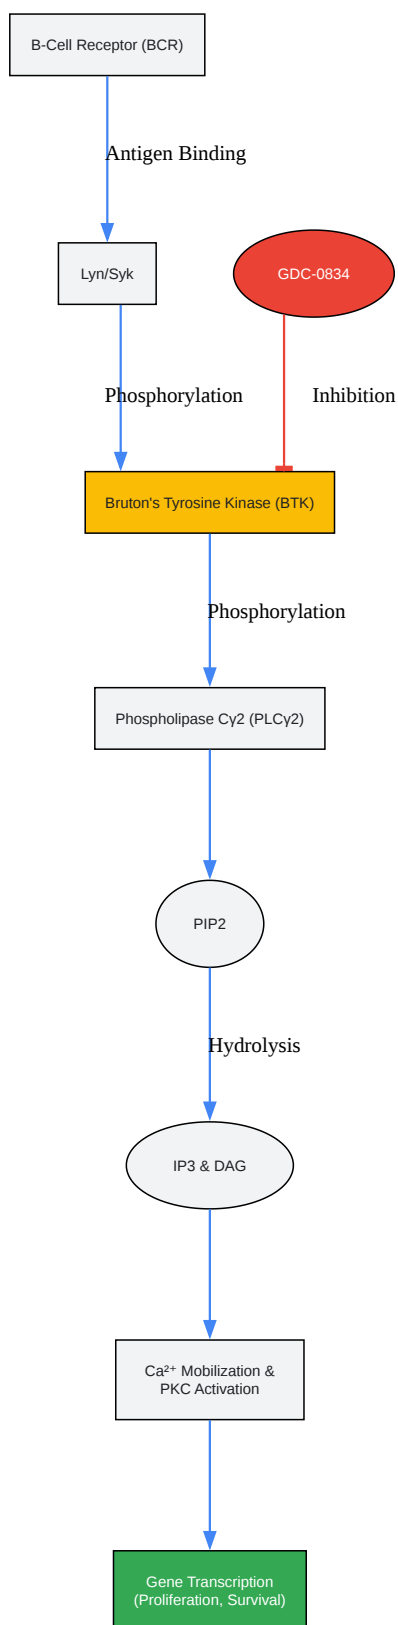 B-Cell Receptor (BCR)
Antigen Binding
Lyn/Syk
GDC-0834
Phosphorylation
Inhibition
Bruton's Tyrosine Kinase (BTK)
Phosphorylation
Phospholipase Cγ2 (PLCγ2)
PIP2
Hydrolysis
IP3 & DAG
Ca²⁺ Mobilization &
PKC Activation
Gene Transcription
(Proliferation, Survival)